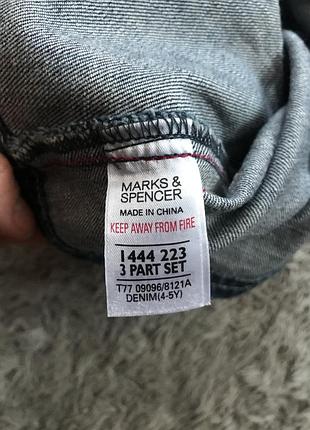 MARKS &
SPENCER
MADE IN CHINA
KEEP AWAY FROM FIRE
1444 223
3 PART SET
T77 09096/8121A
DENIM(4-5Y)